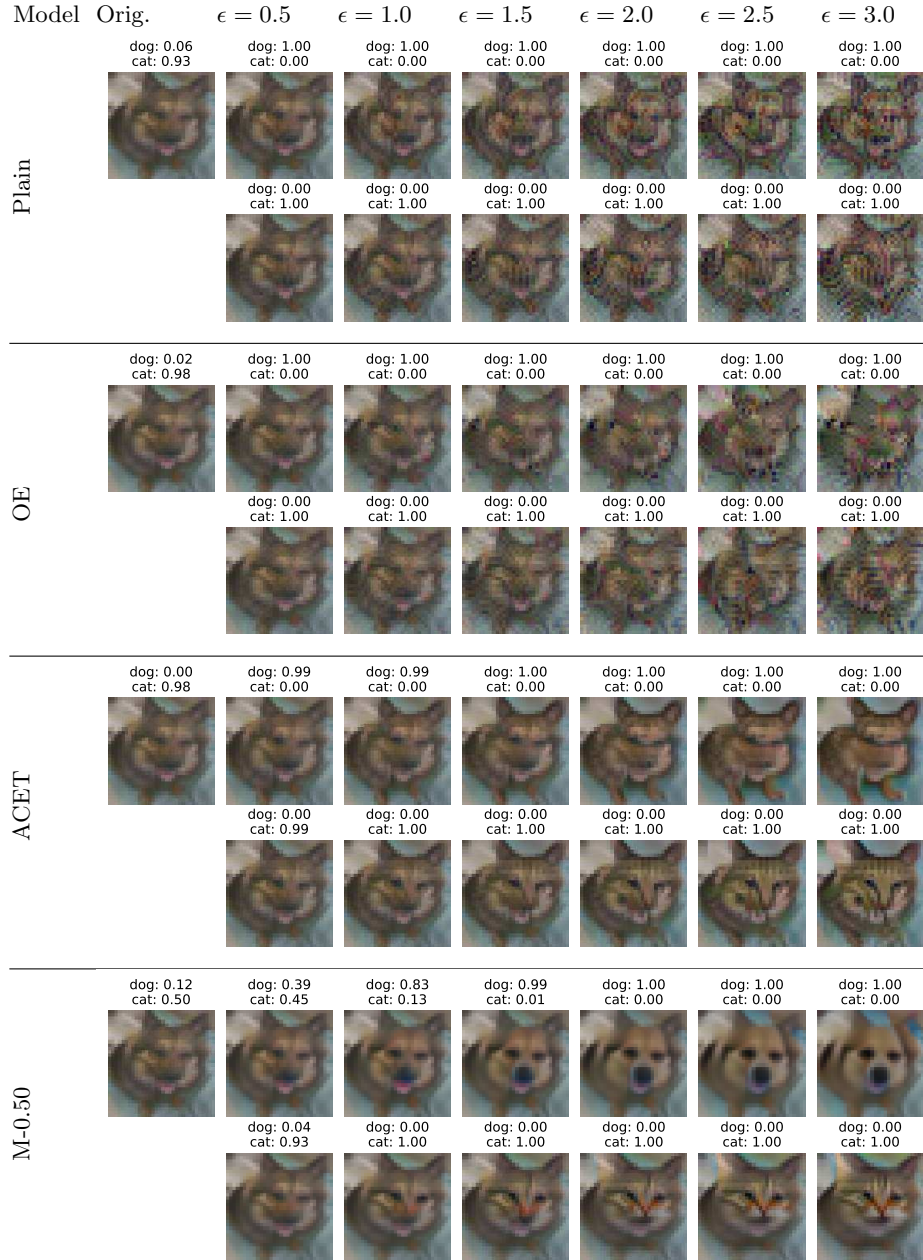 Model Orig. ϵ = 0.5 ϵ = 1.0 ϵ = 1.5 ϵ = 2.0 ϵ = 2.5 ϵ = 3.0
dog: 0.06 dog: 1.00 dog: 1.00 dog: 1.00 dog: 1.00 dog: 1.00 dog: 1.00
cat: 0.93 cat: 0.00 cat: 0.00 cat: 0.00 cat: 0.00 cat: 0.00 cat: 0.00
Plain
dog: 0.00 dog: 0.00 dog: 0.00 dog: 0.00 dog: 0.00 dog: 0.00
cat: 1.00 cat: 1.00 cat: 1.00 cat: 1.00 cat: 1.00 cat: 1.00
dog: 0.02 dog: 1.00 dog: 1.00 dog: 1.00 dog: 1.00 dog: 1.00 dog: 1.00
cat: 0.98 cat: 0.00 cat: 0.00 cat: 0.00 cat: 0.00 cat: 0.00 cat: 0.00
OE
dog: 0.00 dog: 0.00 dog: 0.00 dog: 0.00 dog: 0.00 dog: 0.00
cat: 1.00 cat: 1.00 cat: 1.00 cat: 1.00 cat: 1.00 cat: 1.00
dog: 0.00 dog: 0.99 dog: 0.99 dog: 1.00 dog: 1.00 dog: 1.00 dog: 1.00
cat: 0.98 cat: 0.00 cat: 0.00 cat: 0.00 cat: 0.00 cat: 0.00 cat: 0.00
ACET
dog: 0.00 dog: 0.00 dog: 0.00 dog: 0.00 dog: 0.00 dog: 0.00
cat: 0.99 cat: 1.00 cat: 1.00 cat: 1.00 cat: 1.00 cat: 1.00
dog: 0.12 dog: 0.39 dog: 0.83 dog: 0.99 dog: 1.00 dog: 1.00 dog: 1.00
cat: 0.50 cat: 0.45 cat: 0.13 cat: 0.01 cat: 0.00 cat: 0.00 cat: 0.00
M-0.50
dog: 0.04 dog: 0.00 dog: 0.00 dog: 0.00 dog: 0.00 dog: 0.00
cat: 0.93 cat: 1.00 cat: 1.00 cat: 1.00 cat: 1.00 cat: 1.00